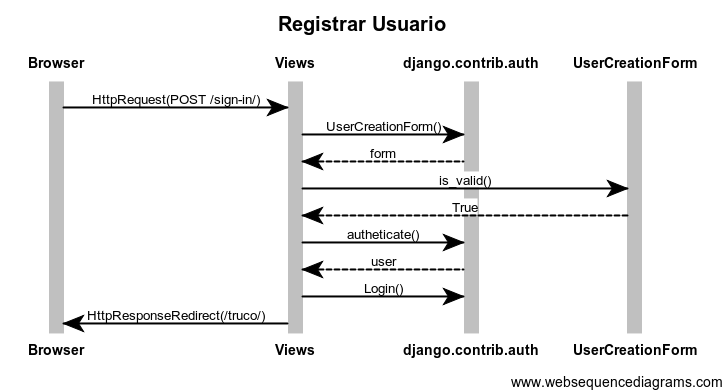 Registrar Usuario
Browser Views django.contrib.auth UserCreationForm
HttpRequest(POST /sign-in/)
UserCreationForm()
form
is_valid()
True
autheticate()
user
Login()
HttpResponseRedirect(/truco/)
Browser Views django.contrib.auth UserCreationForm
www.websequencediagrams.com